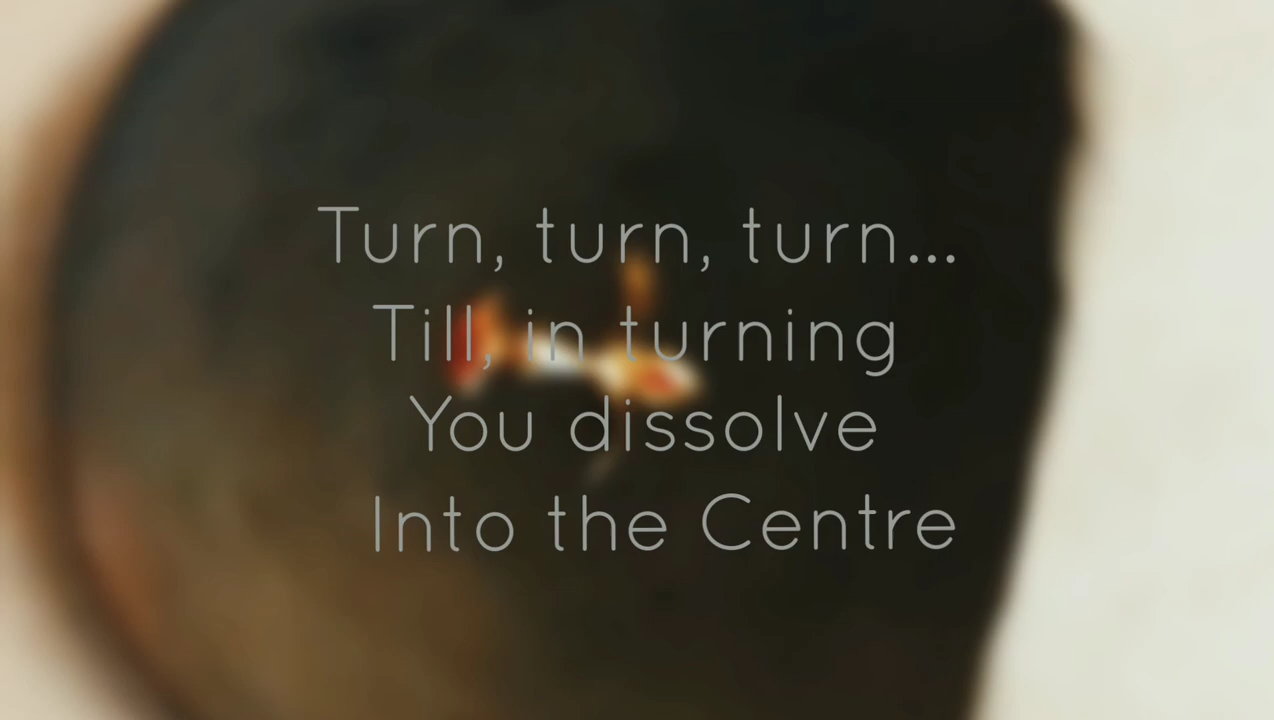 Turn, turn, turn...
Till, in turning
You dissolve
Into the Centre